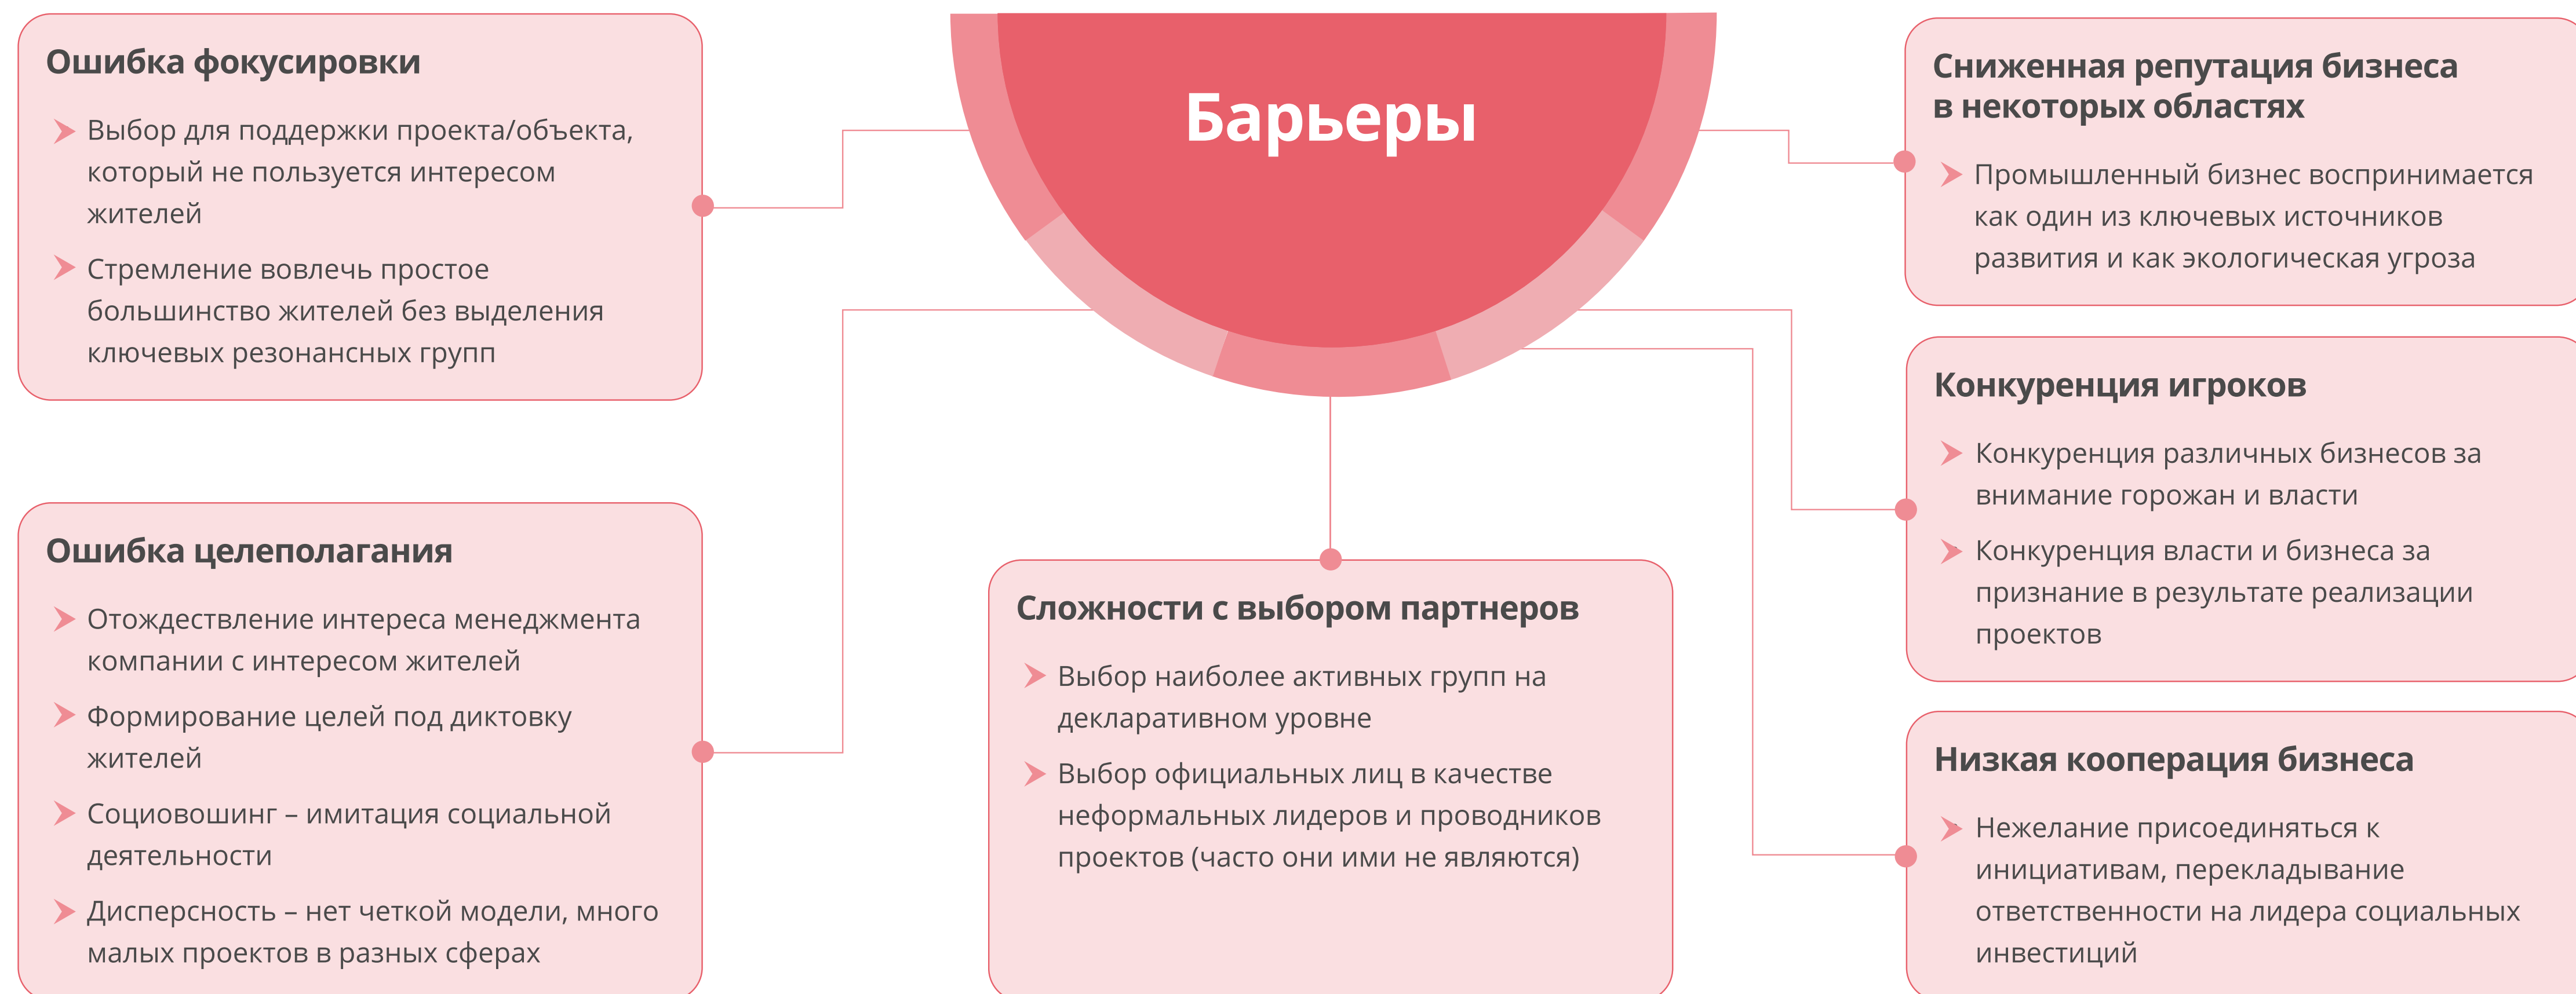 Барьеры
Ошибка фокусировки
Выбор для поддержки проекта/объекта,
который не пользуется интересом
жителей
Стремление вовлечь простое
большинство жителей без выделения
ключевых резонансных групп
Ошибка целеполагания
Отождествление интереса менеджмента
компании с интересом жителей
Формирование целей под диктовку
жителей
Социовошинг – имитация социальной
деятельности
Дисперсность – нет четкой модели, много
малых проектов в разных сферах
Сложности с выбором партнеров
Выбор наиболее активных групп на
декларативном уровне
Выбор официальных лиц в качестве
неформальных лидеров и проводников
проектов (часто они ими не являются)
Сниженная репутация бизнеса
в некоторых областях
Промышленный бизнес воспринимается
как один из ключевых источников
развития и как экологическая угроза
Конкуренция игроков
Конкуренция различных бизнесов за
внимание горожан и власти
Конкуренция власти и бизнеса за
признание в результате реализации
проектов
Низкая кооперация бизнеса
Нежелание присоединяться к
инициативам, перекладывание
ответственности на лидера социальных
инвестиций